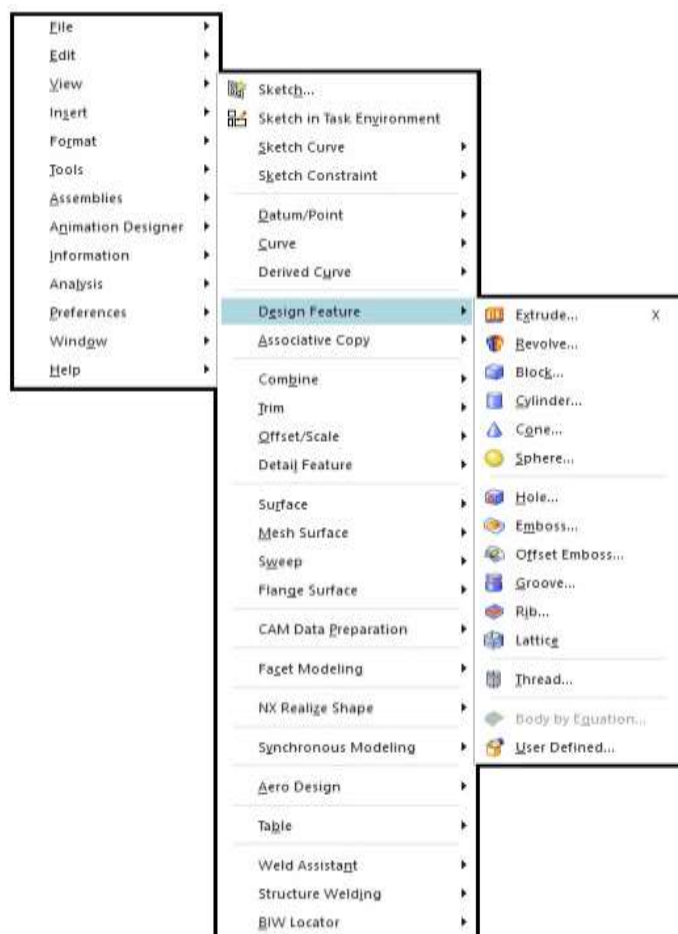 File
Edit
View
Insert
Format
Tools
Assemblies
Animation Designer
Information
Analysis
Preferences
Window
Help
Sketch...
Sketch in Task Environment
Sketch Curve
Sketch Constraint
Datum/Point
Curve
Derived Curve
Design Feature
Associative Copy
Combine
Trim
Offset/Scale
Detail Feature
Surface
Mesh Surface
Sweep
Flange Surface
CAM Data Preparation
Facet Modeling
NX Realize Shape
Synchronous Modeling
Aero Design
Table
Weld Assistant
Structure Welding
BIW Locator
Extrude... X
Revolve...
Block...
Cylinder...
Cone...
Sphere...
Hole...
Emboss...
Offset Emboss...
Groove...
Rib...
Lattice
Thread...
Body by Equation...
User Defined...